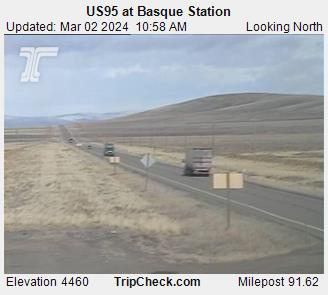 US95 at Basque Station
Updated: Mar 02 2024 10:58 AM Looking North
Elevation 4460 TripCheck.com Milepost 91.62